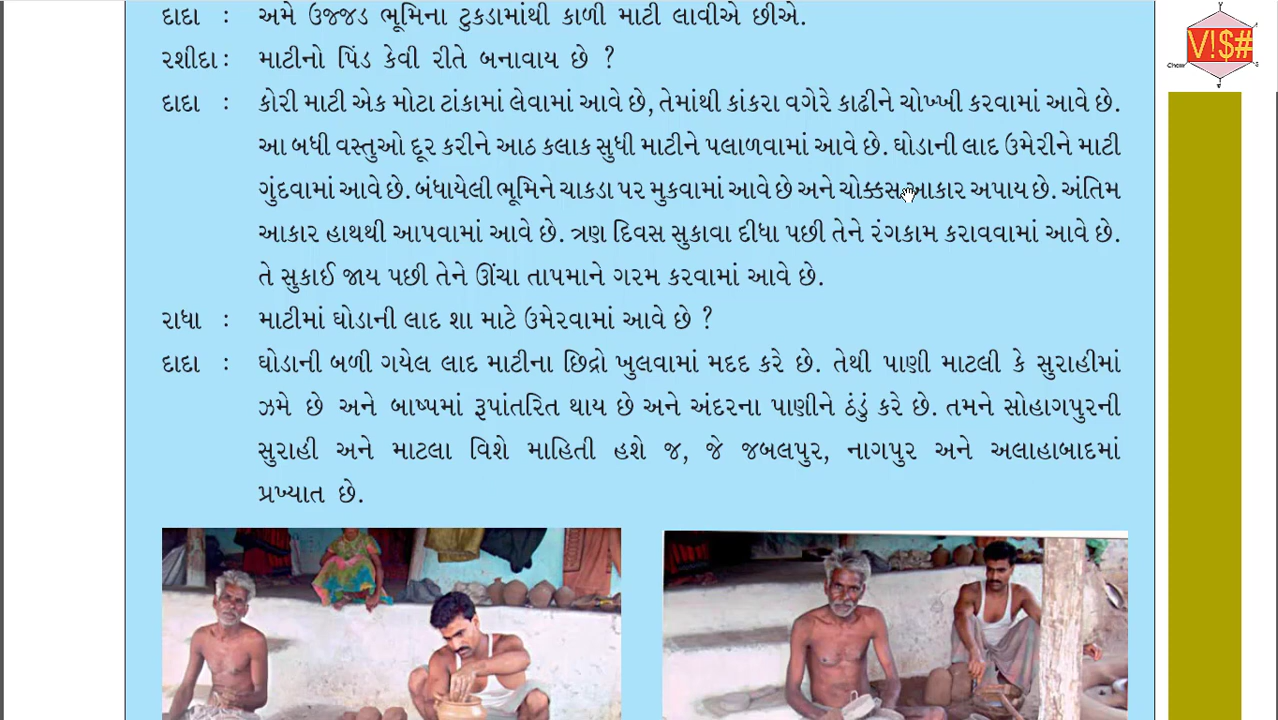 દાદા : અમે ઉજ્જડ ભૂમિના ટુકડામાંથી કાળી માટી લાવીએ છીએ.
રશીદા : માટીનો પિંડ કેવી રીતે બનાવાય છે ?
દાદા : કોરી માટી એક મોટા ટાંકામાં લેવામાં આવે છે, તેમાંથી કાંકરા વગેરે કાઢીને ચોખ્ખી કરવામાં આવે છે.
આ બધી વસ્તુઓ દૂર કરીને આઠ કલાક સુધી માટીને પલાળવામાં આવે છે. ઘોડાની લાદ ઉમેરીને માટી
ગુંદવામાં આવે છે. બંધાયેલી ભૂમિને ચાકડા પર મુકવામાં આવે છે અને ચોક્કસ આકાર અપાય છે. અંતિમ
આકાર હાથથી આપવામાં આવે છે. ત્રણ દિવસ સુકાવા દીધા પછી તેને રંગકામ કરાવવામાં આવે છે.
તે સુકાઈ જાય પછી તેને ઊંચા તાપમાને ગરમ કરવામાં આવે છે.
રાધા : માટીમાં ઘોડાની લાદ શા માટે ઉમેરવામાં આવે છે ?
દાદા : ઘોડાની બળી ગયેલ લાદ માટીના છિદ્રો ખુલવામાં મદદ કરે છે. તેથી પાણી માટલી કે સુરાહીમાં
ઝમે છે અને બાષ્પમાં રૂપાંતરિત થાય છે અને અંદરના પાણીને ઠંડું કરે છે. તમને સોહાગપુરની
સુરાહી અને માટલા વિશે માહિતી હશે જ, જે જબલપુર, નાગપુર અને અલાહાબાદમાં
પ્રખ્યાત છે.
V!$#